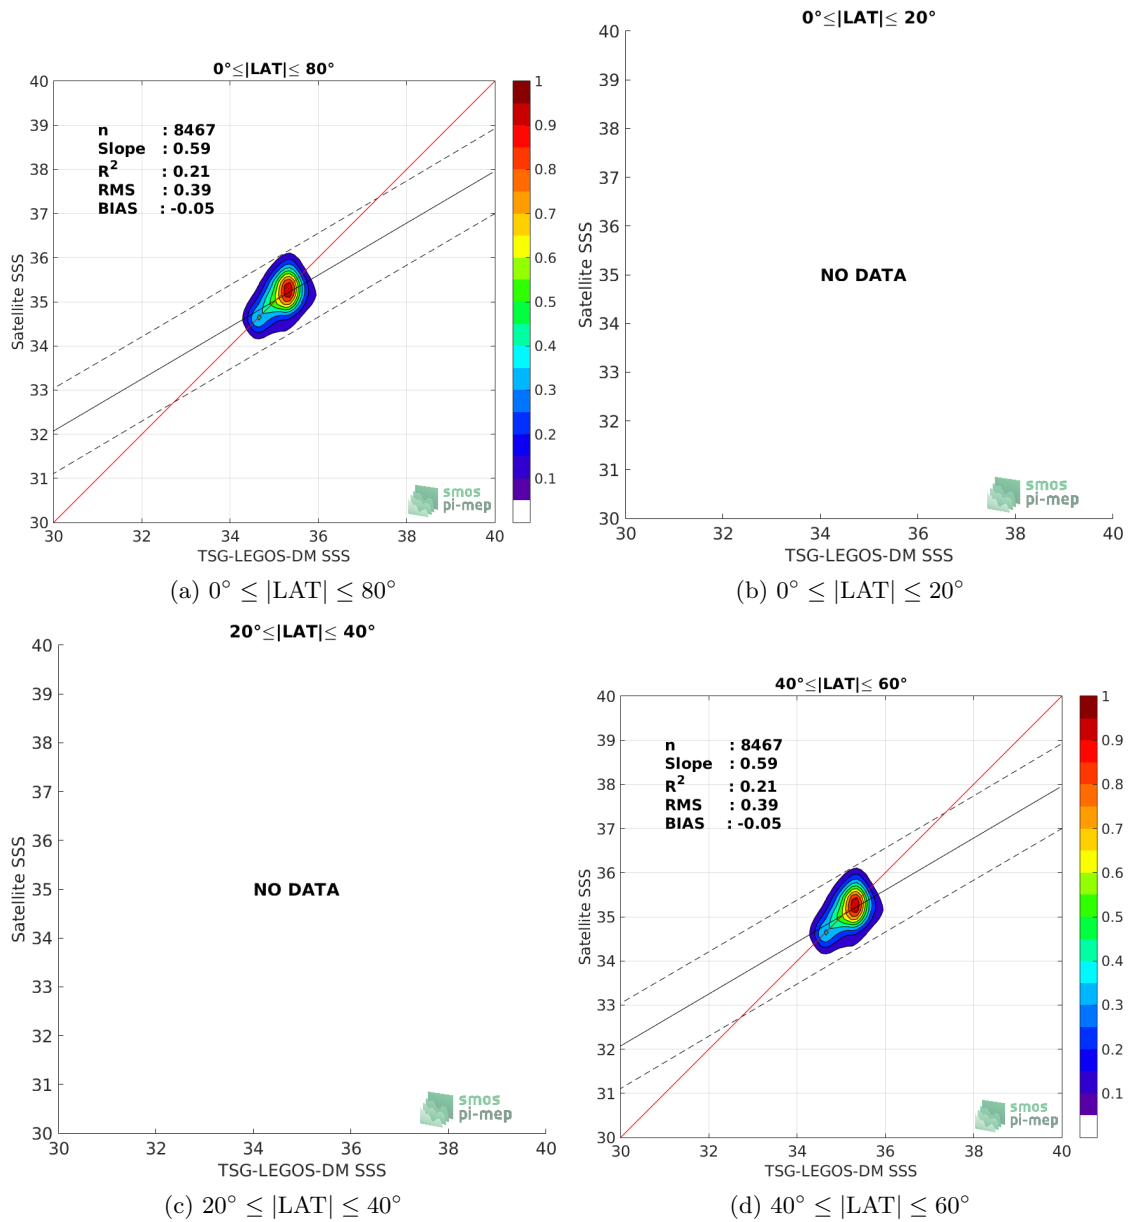 0°≤|LAT|≤ 80°
40
39
38
37
36
35
34
33
32
31
30
Satellite SSS
n : 8467
Slope : 0.59
R² : 0.21
RMS : 0.39
BIAS : -0.05
smos
pi-mep
30 32 34 36 38 40
TSG-LEGOS-DM SSS
1
0.9
0.8
0.7
0.6
0.5
0.4
0.3
0.2
0.1
(a) 0° ≤ |LAT| ≤ 80°
0°≤|LAT|≤ 20°
40
39
38
37
36
35
34
33
32
31
30
Satellite SSS
NO DATA
smos
pi-mep
30 32 34 36 38 40
TSG-LEGOS-DM SSS
(b) 0° ≤ |LAT| ≤ 20°
20°≤|LAT|≤ 40°
40
39
38
37
36
35
34
33
32
31
30
Satellite SSS
NO DATA
smos
pi-mep
30 32 34 36 38 40
TSG-LEGOS-DM SSS
(c) 20° ≤ |LAT| ≤ 40°
40°≤|LAT|≤ 60°
40
39
38
37
36
35
34
33
32
31
30
Satellite SSS
n : 8467
Slope : 0.59
R² : 0.21
RMS : 0.39
BIAS : -0.05
smos
pi-mep
30 32 34 36 38 40
TSG-LEGOS-DM SSS
1
0.9
0.8
0.7
0.6
0.5
0.4
0.3
0.2
0.1
(d) 40° ≤ |LAT| ≤ 60°